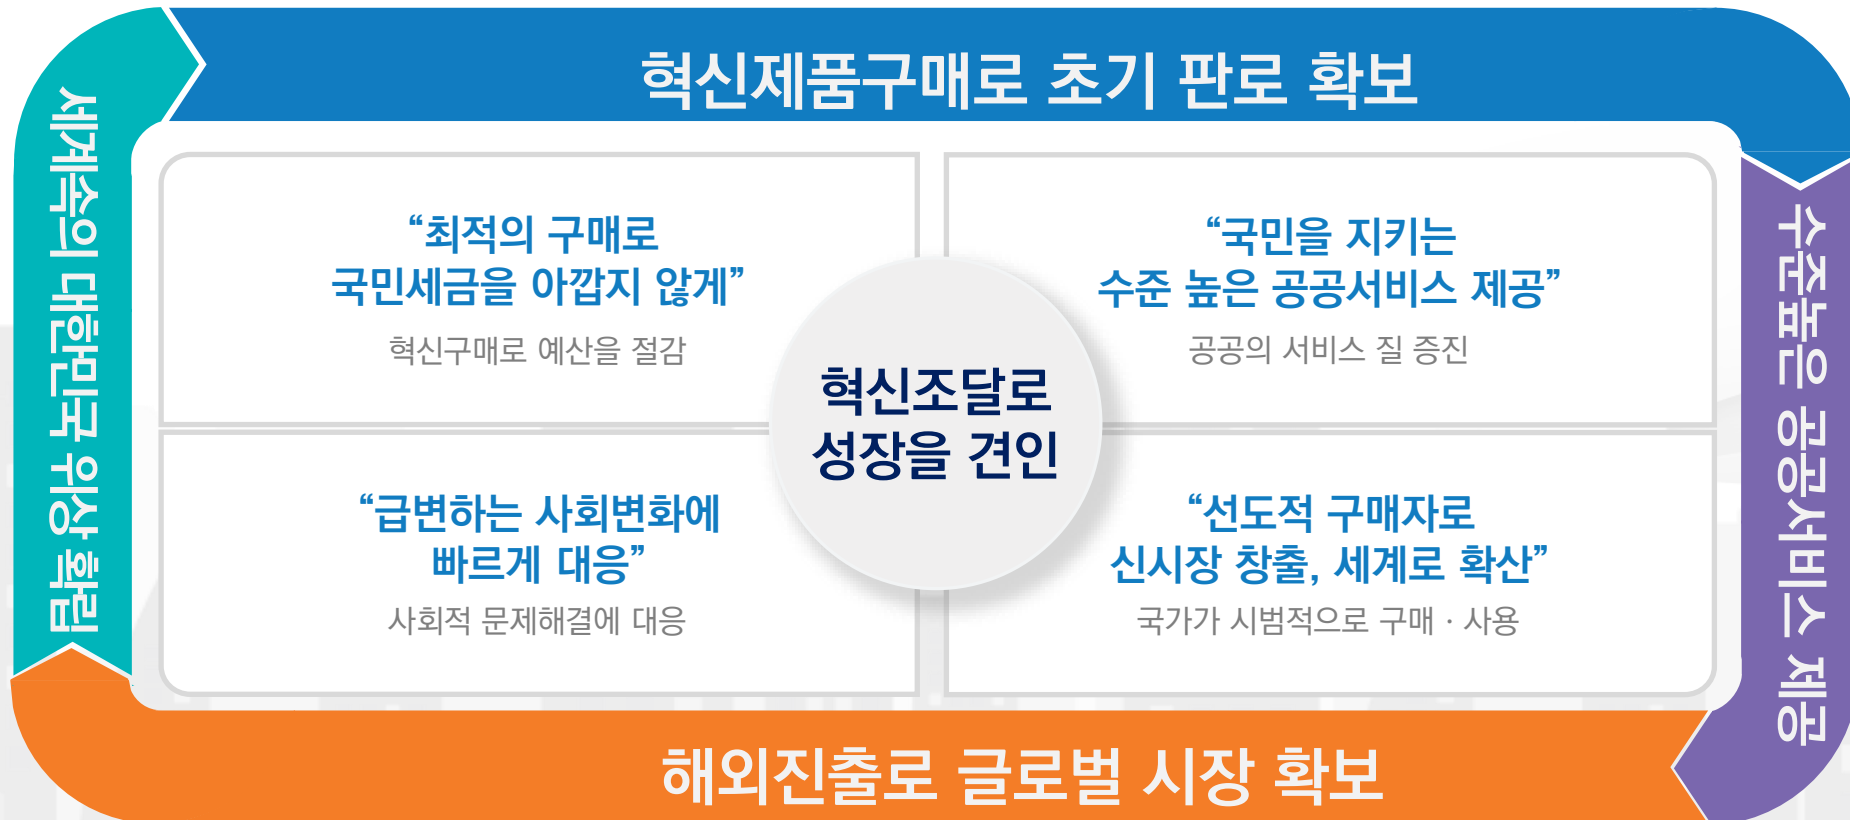 혁신제품구매로 초기 판로 확보
세계속의 대한민국 위상 확립
“최적의 구매로
국민세금을 아깝지 않게”
혁신구매로 예산을 절감
“국민을 지키는
수준 높은 공공서비스 제공”
공공의 서비스 질 증진
혁신조달로
성장을 견인
“급변하는 사회변화에
빠르게 대응”
사회적 문제해결에 대응
“선도적 구매자로
신시장 창출, 세계로 확산”
국가가 시범적으로 구매 · 사용
수준높은 공공서비스 제공
해외진출로 글로벌 시장 확보